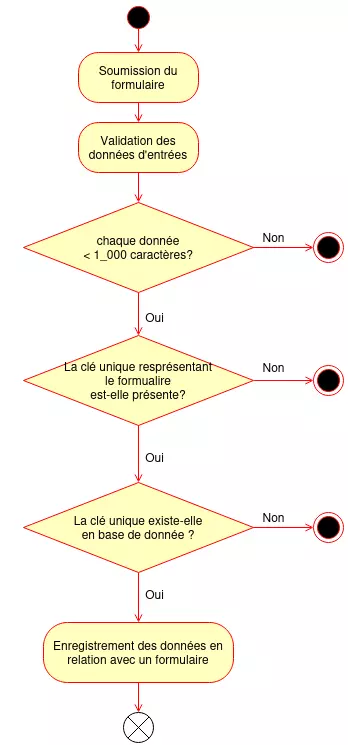 Soumission du
formulaire
Validation des
données d'entrées
chaque donnée
< 1_000 caractères?
Non
Oui
La clé unique resprésentant
le formualire
est-elle présente?
Non
Oui
La clé unique existe-elle
en base de donnée ?
Non
Oui
Enregistrement des données en
relation avec un formulaire